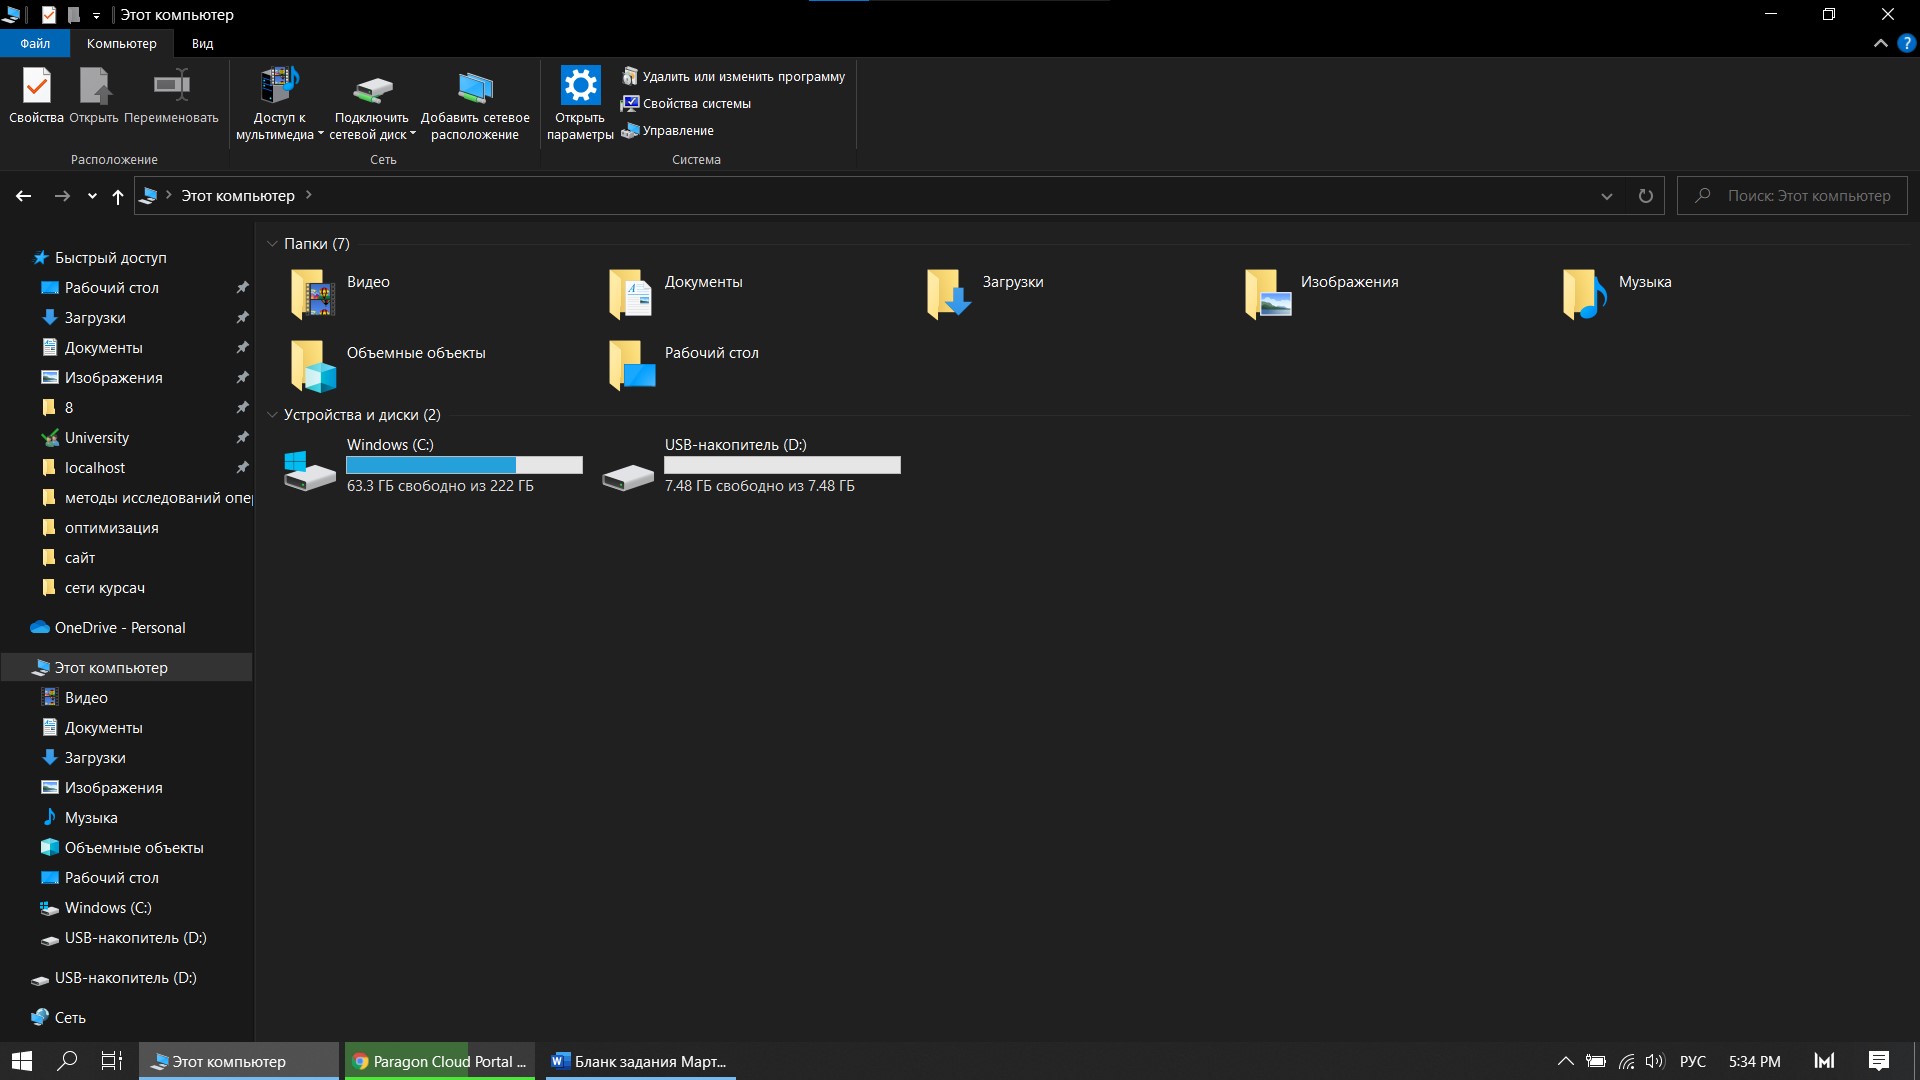 Этот компьютер
Файл
Компьютер
Вид
Свойства
Открыть
Переименовать
Доступ к
мультимедиа
Подключить
сетевой диск
Добавить сетевое
расположение
Открыть
параметры
Удалить или изменить программу
Свойства системы
Управление
Расположение
Сеть
Система
Этот компьютер
Поиск: Этот компьютер
Быстрый доступ
Рабочий стол
Загрузки
Документы
Изображения
8
University
localhost
методы исследований опер
оптимизация
сайт
сети курсач
OneDrive - Personal
Этот компьютер
Видео
Документы
Загрузки
Изображения
Музыка
Объемные объекты
Рабочий стол
Windows (C:)
USB-накопитель (D:)
USB-накопитель (D:)
Сеть
Папки (7)
Видео
Документы
Загрузки
Изображения
Музыка
Объемные объекты
Рабочий стол
Устройства и диски (2)
Windows (C:)
63.3 ГБ свободно из 222 ГБ
USB-накопитель (D:)
7.48 ГБ свободно из 7.48 ГБ
Этот компьютер
Paragon Cloud Portal ...
Бланк задания Март...
РУС
5:34 PM